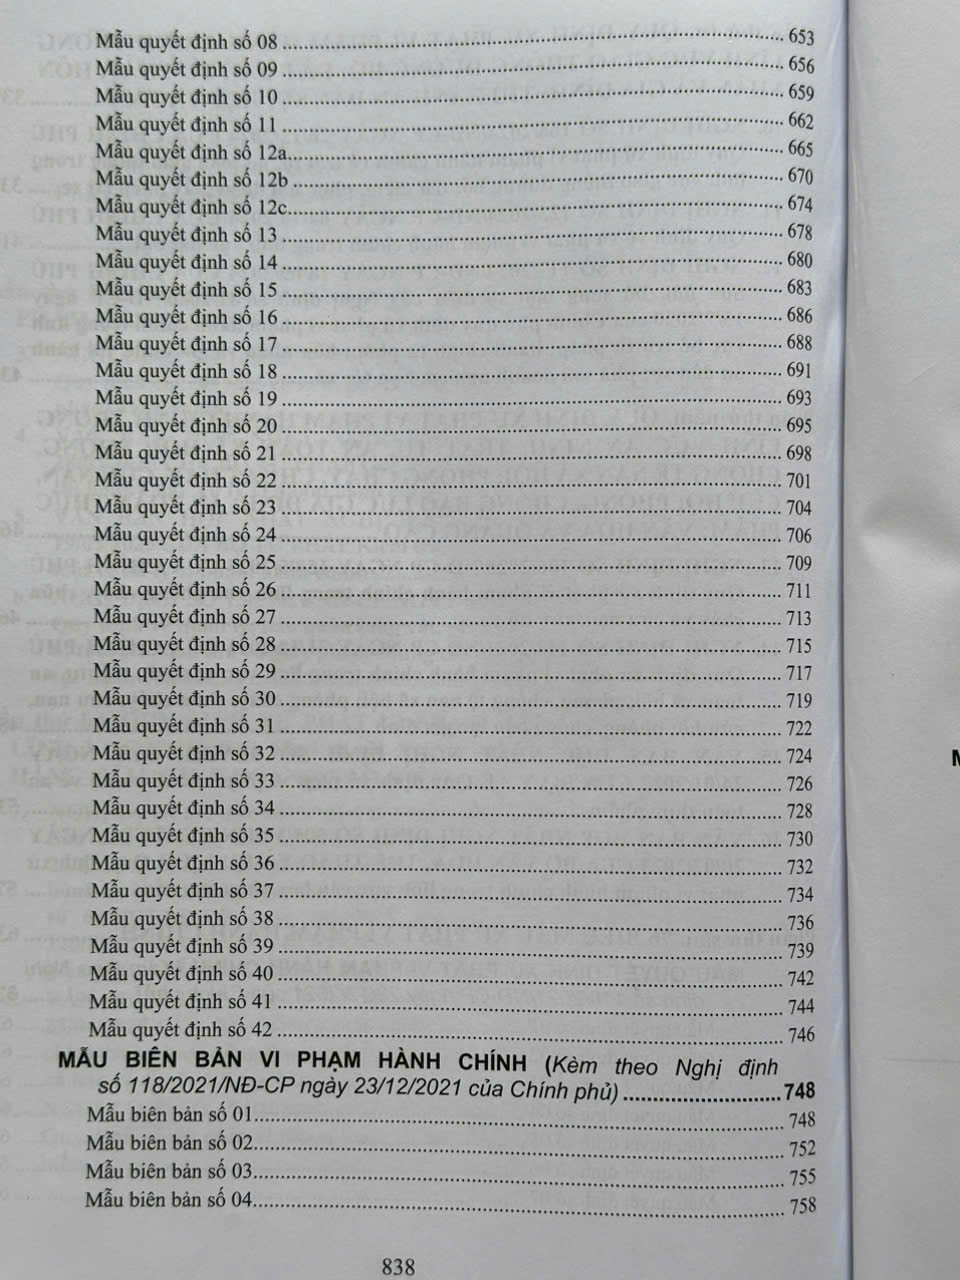 Mẫu quyết định số 08 ........ 653
Mẫu quyết định số 09 ........ 656
Mẫu quyết định số 10 ........ 659
Mẫu quyết định số 11 ........ 662
Mẫu quyết định số 12a........ 665
Mẫu quyết định số 12b ........ 670
Mẫu quyết định số 12c........ 674
Mẫu quyết định số 13 ........ 678
Mẫu quyết định số 14 ........ 680
Mẫu quyết định số 15 ........ 683
Mẫu quyết định số 16 ........ 686
Mẫu quyết định số 17 ........ 688
Mẫu quyết định số 18 ........ 691
Mẫu quyết định số 19 ........ 693
Mẫu quyết định số 20 ........ 695
Mẫu quyết định số 21 ........ 698
Mẫu quyết định số 22 ........ 701
Mẫu quyết định số 23 ........ 704
Mẫu quyết định số 24 ........ 706
Mẫu quyết định số 25 ........ 709
Mẫu quyết định số 26 ........ 711
Mẫu quyết định số 27 ........ 713
Mẫu quyết định số 28 ........ 715
Mẫu quyết định số 29 ........ 717
Mẫu quyết định số 30 ........ 719
Mẫu quyết định số 31 ........ 722
Mẫu quyết định số 32 ........ 724
Mẫu quyết định số 33 ........ 726
Mẫu quyết định số 34 ........ 728
Mẫu quyết định số 35 ........ 730
Mẫu quyết định số 36 ........ 732
Mẫu quyết định số 37 ........ 734
Mẫu quyết định số 38 ........ 736
Mẫu quyết định số 39 ........ 739
Mẫu quyết định số 40 ........ 742
Mẫu quyết định số 41 ........ 744
Mẫu quyết định số 42 ........ 746
MẪU BIÊN BẢN VI PHẠM HÀNH CHÍNH (Kèm theo Nghị định
số 118/2021/NĐ-CP ngày 23/12/2021 của Chính phủ) ........ 748
Mẫu biên bản số 01........ 748
Mẫu biên bản số 02........ 752
Mẫu biên bản số 03........ 755
Mẫu biên bản số 04........ 758
838